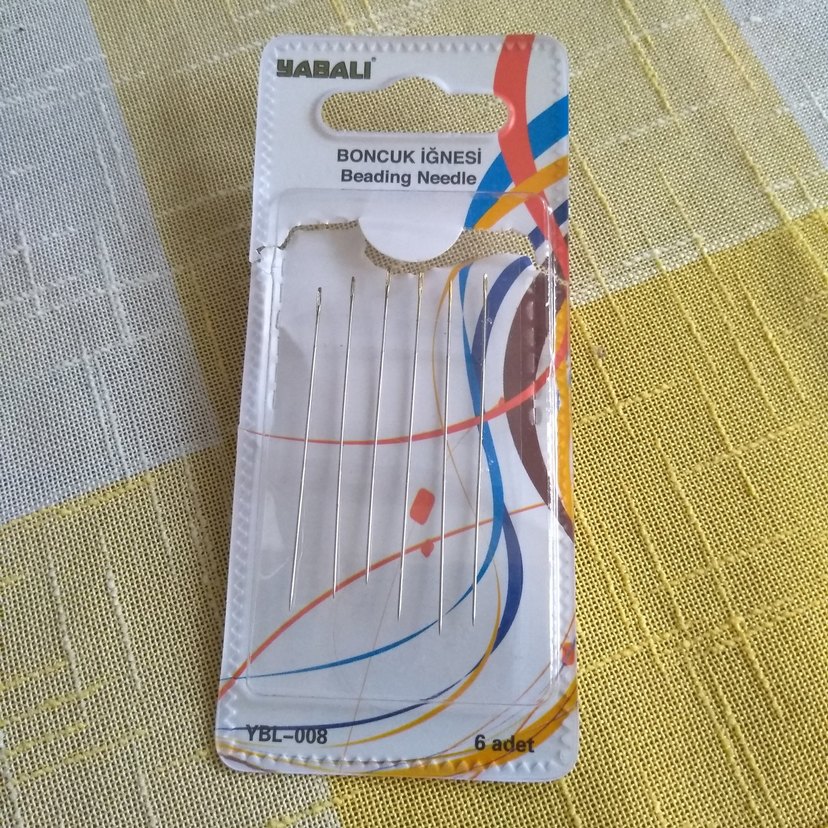 YABALI®
BONCUK İĞNESİ
Beading Needle
YBL-008
6 adet